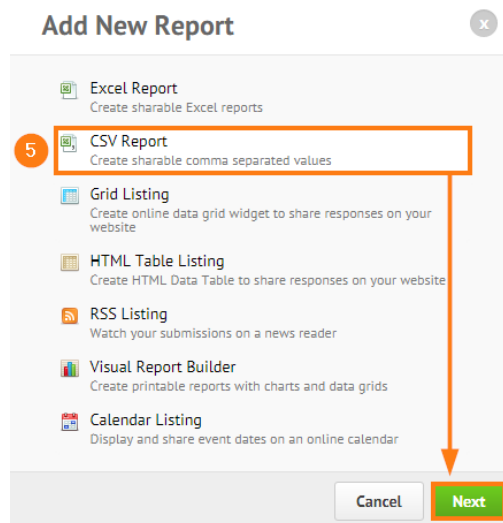 Add New Report
x
Excel Report
Create sharable Excel reports
5
CSV Report
Create sharable comma separated values
Grid Listing
Create online data grid widget to share responses on your
website
HTML Table Listing
Create HTML Data Table to share responses on your website
RSS Listing
Watch your submissions on a news reader
Visual Report Builder
Create printable reports with charts and data grids
Calendar Listing
Display and share event dates on an online calendar
Cancel Next